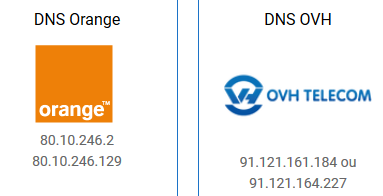 DNS Orange
orange™
80.10.246.2
80.10.246.129
DNS OVH
OVH TELECOM
91.121.161.184 ou
91.121.164.227